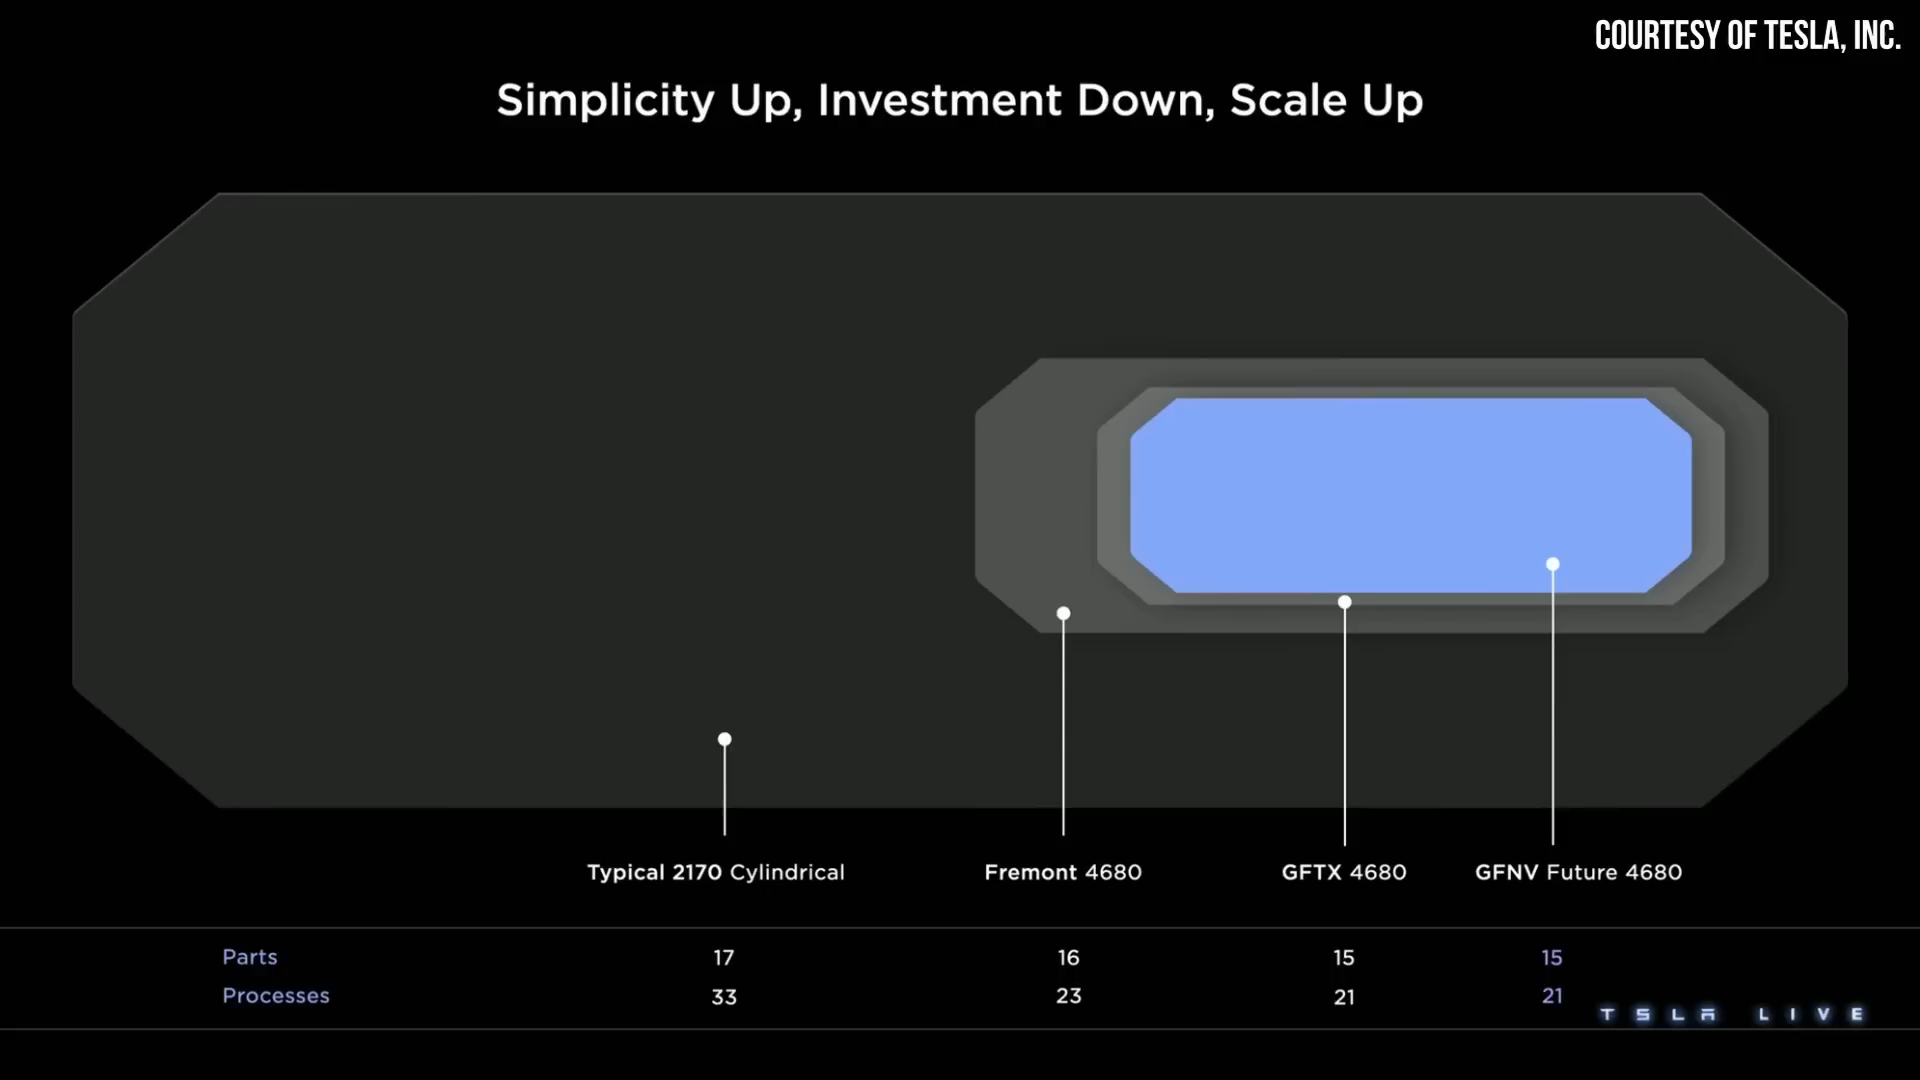 COURTESY OF TESLA, INC.
Simplicity Up, Investment Down, Scale Up
Typical 2170 Cylindrical Fremont 4680 GFTX 4680 GFNV Future 4680
Parts 17 16 15 15
Processes 33 23 21 21
TSLA LIVE